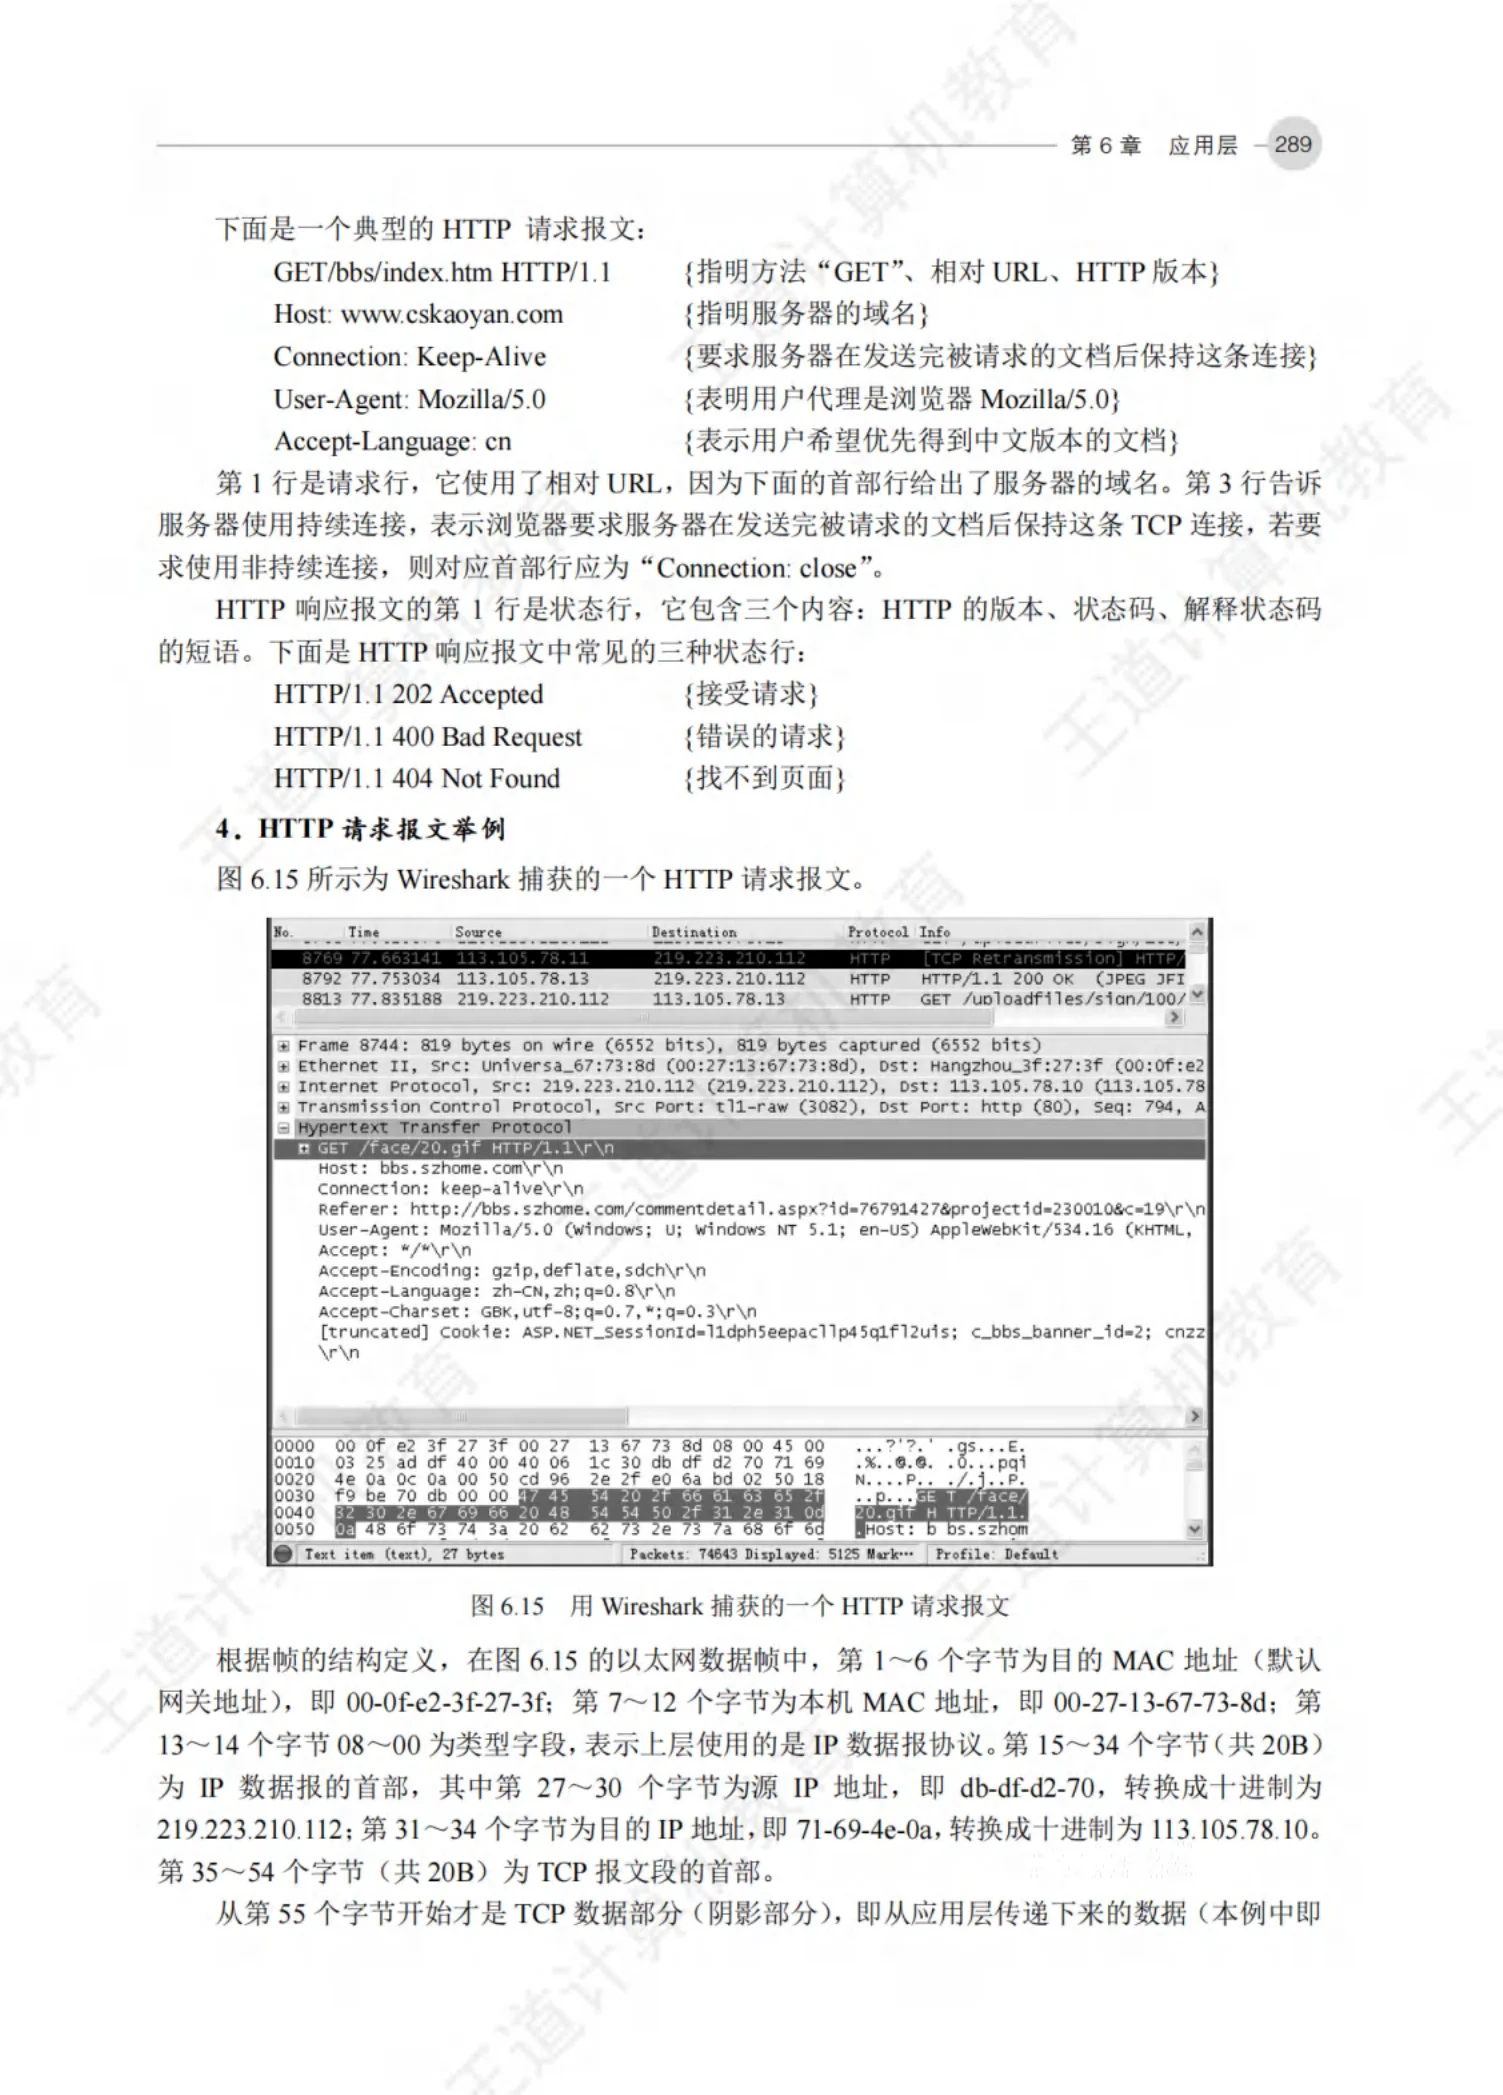 第 6 章 应用层 289
下面是一个典型的 HTTP 请求报文：
GET/bbs/index.htm HTTP/1.1 {指明方法“GET”、相对 URL、HTTP 版本}
Host: www.cskaoyan.com {指明服务器的域名}
Connection: Keep-Alive {要求服务器在发送完被请求的文档后保持这条连接}
User-Agent: Mozilla/5.0 {表明用户代理是浏览器 Mozilla/5.0}
Accept-Language: cn {表示用户希望优先得到中文版本的文档}
第 1 行是请求行，它使用了相对 URL，因为下面的首部行给出了服务器的域名。第 3 行告诉
服务器使用持续连接，表示浏览器要求服务器在发送完被请求的文档后保持这条 TCP 连接，若要
求使用非持续连接，则对应首部行应为“Connection: close”。
HTTP 响应报文的第 1 行是状态行，它包含三个内容：HTTP 的版本、状态码、解释状态码
的短语。下面是 HTTP 响应报文中常见的三种状态行：
HTTP/1.1 202 Accepted {接受请求}
HTTP/1.1 400 Bad Request {错误的请求}
HTTP/1.1 404 Not Found {找不到页面}
4．HTTP 请求报文举例
图 6.15 所示为 Wireshark 捕获的一个 HTTP 请求报文。
No. Time Source Destination Protocol Info
8769 77.663141 113.105.78.11 219.223.210.112 HTTP [TCP Retransmission] HTTP/
8792 77.753034 113.105.78.13 219.223.210.112 HTTP HTTP/1.1 200 OK (JPEG JFI
8813 77.835188 219.223.210.112 113.105.78.13 HTTP GET /uploadfiles/sign/100/
Frame 8744: 819 bytes on wire (6552 bits), 819 bytes captured (6552 bits)
Ethernet II, Src: Universa_67:73:8d (00:27:13:67:73:8d), Dst: Hangzhou_3f:27:3f (00:0f:e2
Internet Protocol, Src: 219.223.210.112 (219.223.210.112), Dst: 113.105.78.10 (113.105.78
Transmission Control Protocol, Src Port: tl1-raw (3082), Dst Port: http (80), Seq: 794, A
Hypertext Transfer Protocol
GET /face/20.gif HTTP/1.1\r\n
Host: bbs.szhome.com\r\n
Connection: keep-alive\r\n
Referer: http://bbs.szhome.com/commentdetail.aspx?id=76791427&projectid=230010&c=19\r\n
User-Agent: Mozilla/5.0 (Windows; U; Windows NT 5.1; en-US) AppleWebKit/534.16 (KHTML,
Accept: */*\r\n
Accept-Encoding: gzip,deflate,sdch\r\n
Accept-Language: zh-CN,zh;q=0.8\r\n
Accept-Charset: GBK,utf-8;q=0.7,*;q=0.3\r\n
[truncated] Cookie: ASP.NET_SessionId=l1dph5eepacllp45q1fl2uis; c_bbs_banner_id=2; cnzz
\r\n
0000 00 0f e2 3f 27 3f 00 27 13 67 73 8d 08 00 45 00 ...?'?.' .gs...E.
0010 03 25 ad df 40 00 40 06 1c 30 db df d2 70 71 69 .%..@.@. .0...pqi
0020 4e 0a 0c 0a 00 50 cd 96 2e 2f e0 6a bd 02 50 18 N....P.. ./.j..P.
0030 f9 be 70 db 00 00 47 45 54 20 2f 66 61 63 65 2f ..p...GE T /face/
0040 32 30 2e 67 69 66 20 48 54 54 50 2f 31 2e 31 0d 20.gif H TTP/1.1.
0050 0a 48 6f 73 74 3a 20 62 62 73 2e 73 7a 68 6f 6d .Host: b bs.szhom
Text item (text), 27 bytes Packets: 74643 Displayed: 5125 Mark··· Profile: Default
图 6.15 用 Wireshark 捕获的一个 HTTP 请求报文
根据帧的结构定义，在图 6.15 的以太网数据帧中，第 1～6 个字节为目的 MAC 地址（默认
网关地址），即 00-0f-e2-3f-27-3f；第 7～12 个字节为本机 MAC 地址，即 00-27-13-67-73-8d；第
13～14 个字节 08～00 为类型字段，表示上层使用的是 IP 数据报协议。第 15～34 个字节（共 20B）
为 IP 数据报的首部，其中第 27～30 个字节为源 IP 地址，即 db-df-d2-70，转换成十进制为
219.223.210.112；第 31～34 个字节为目的 IP 地址，即 71-69-4e-0a，转换成十进制为 113.105.78.10。
第 35～54 个字节（共 20B）为 TCP 报文段的首部。
从第 55 个字节开始才是 TCP 数据部分（阴影部分），即从应用层传递下来的数据（本例中即
王道计算机教育